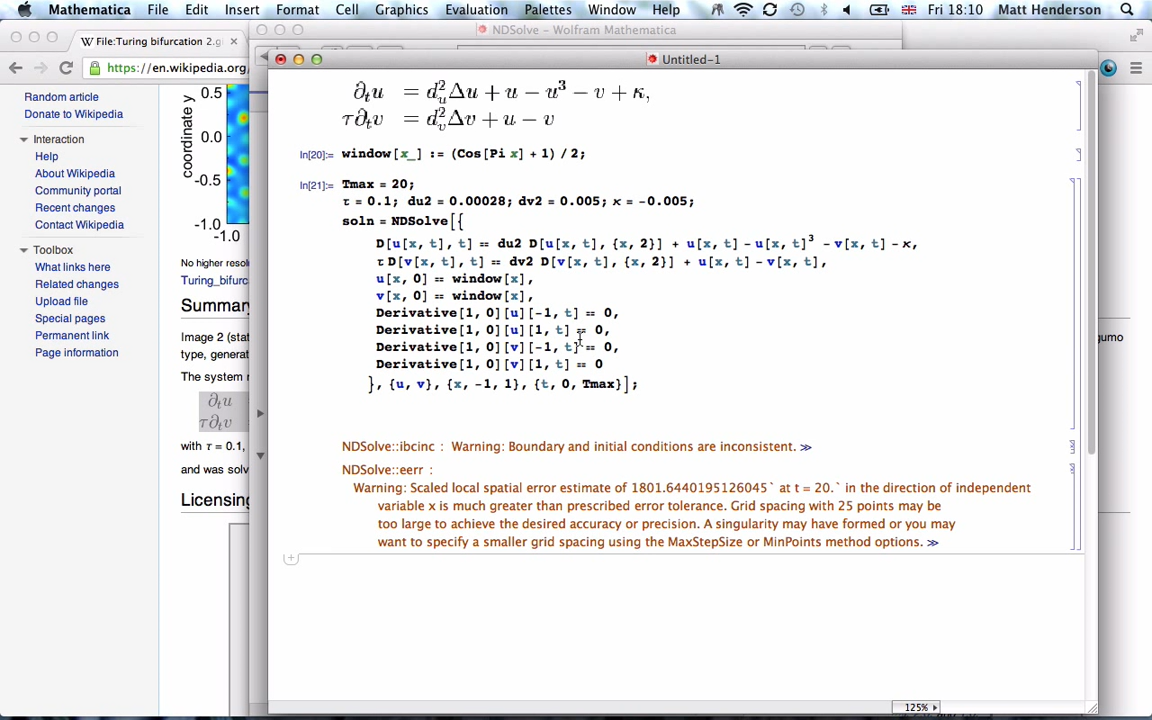 Mathematica File Edit Insert Format Cell Graphics Evaluation Palettes Window Help Fri 18:10 Matt Henderson
W File:Turing bifurcation 2.g ×
NDSolve - Wolfram Mathematica
https://en.wikipedia.org/
Untitled-1
Random article
Donate to Wikipedia
Interaction
Help
About Wikipedia
Community portal
Recent changes
Contact Wikipedia
Toolbox
What links here
Related changes
Upload file
Special pages
Permanent link
Page information
coordinate y
0.5
0.0
-0.5
-1.0
-1.0
No higher resol
Turing_bifurc
Summar
Image 2 (stat
type, generat
The system r
∂ₜu
τ∂ₜv
with τ = 0.1,
and was solv
Licensing
gumo
∂ₜu = d²ᵤΔu + u − u³ − v + κ,
τ∂ₜv = d²ᵥΔv + u − v
In[20]:= window[x_] := (Cos[Pi x] + 1) / 2;
In[21]:= Tmax = 20;
τ = 0.1; du2 = 0.00028; dv2 = 0.005; κ = -0.005;
soln = NDSolve[{
D[u[x, t], t] == du2 D[u[x, t], {x, 2}] + u[x, t] - u[x, t]³ - v[x, t] - κ,
τ D[v[x, t], t] == dv2 D[v[x, t], {x, 2}] + u[x, t] - v[x, t],
u[x, 0] == window[x],
v[x, 0] == window[x],
Derivative[1, 0][u][-1, t] == 0,
Derivative[1, 0][u][1, t] == 0,
Derivative[1, 0][v][-1, t] == 0,
Derivative[1, 0][v][1, t] == 0
}, {u, v}, {x, -1, 1}, {t, 0, Tmax}];
NDSolve::ibcinc : Warning: Boundary and initial conditions are inconsistent. ≫
NDSolve::eerr :
Warning: Scaled local spatial error estimate of 1801.6440195126045` at t = 20.` in the direction of independent
variable x is much greater than prescribed error tolerance. Grid spacing with 25 points may be
too large to achieve the desired accuracy or precision. A singularity may have formed or you may
want to specify a smaller grid spacing using the MaxStepSize or MinPoints method options. ≫
125%